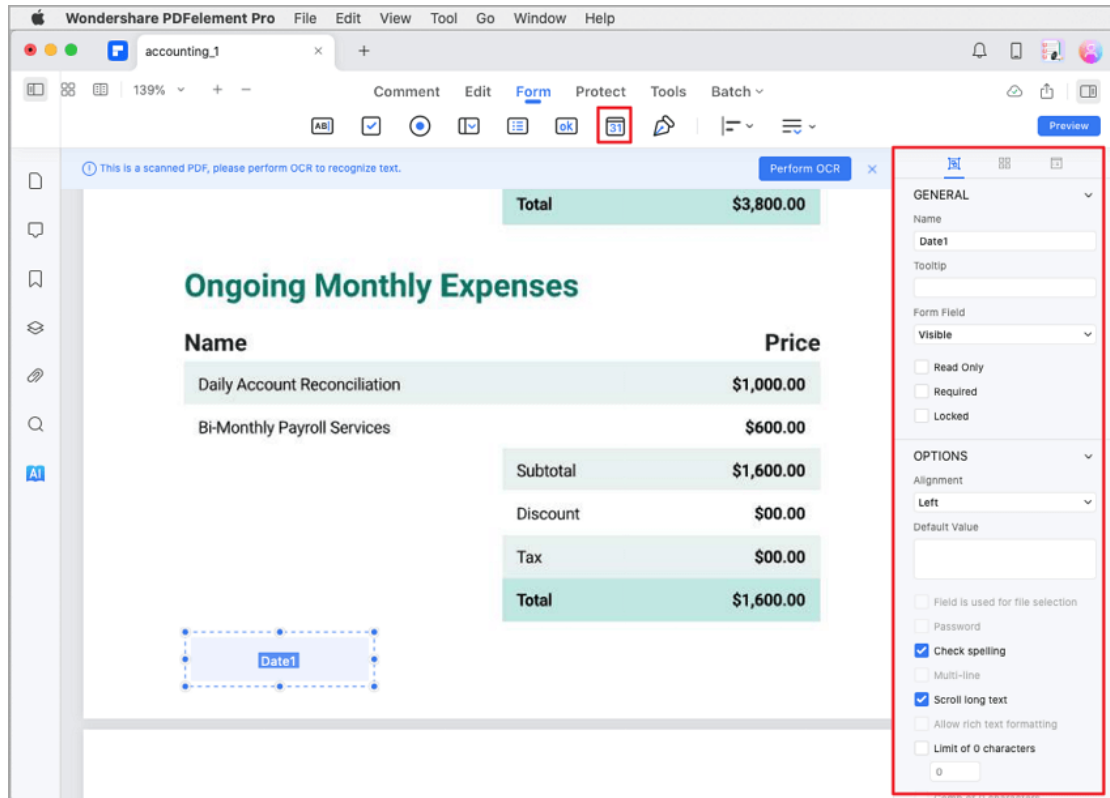 Wondershare PDFelement Pro File Edit View Tool Go Window Help
accounting_1 × +
139% + − Comment Edit Form Protect Tools Batch
AB ok 31 Preview
This is a scanned PDF, please perform OCR to recognize text. Perform OCR ×
Total $3,800.00
Ongoing Monthly Expenses
Name Price
Daily Account Reconciliation $1,000.00
Bi-Monthly Payroll Services $600.00
Subtotal $1,600.00
Discount $00.00
Tax $00.00
Total $1,600.00
Date1
AI
GENERAL
Name
Date1
Tooltip
Form Field
Visible
Read Only
Required
Locked
OPTIONS
Alignment
Left
Default Value
Field is used for file selection
Password
Check spelling
Multi-line
Scroll long text
Allow rich text formatting
Limit of 0 characters
0